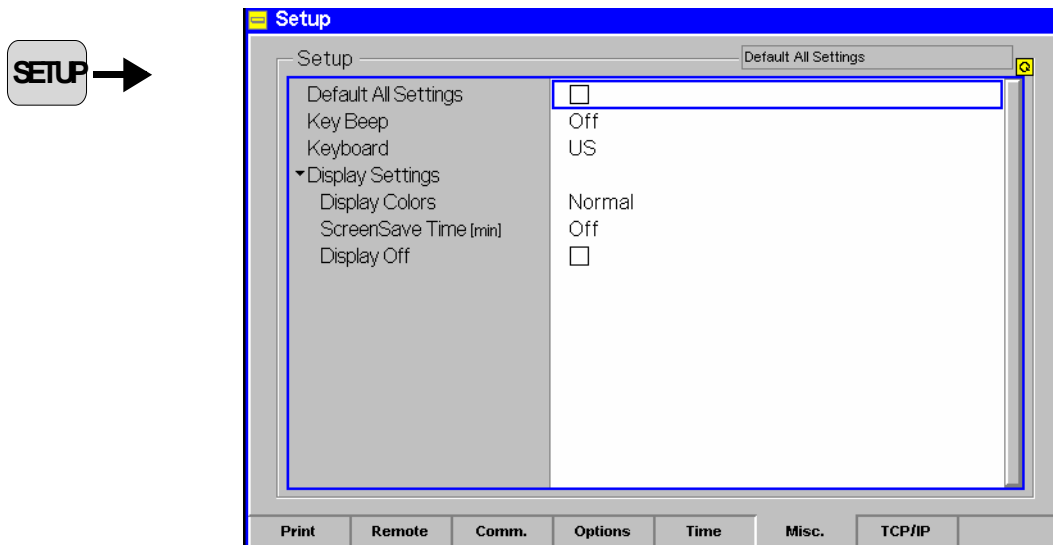 SETUP
Setup
Setup
Default All Settings
Default All Settings
Key Beep Off
Keyboard US
Display Settings
Display Colors Normal
ScreenSave Time [min] Off
Display Off
Print Remote Comm. Options Time Misc. TCP/IP